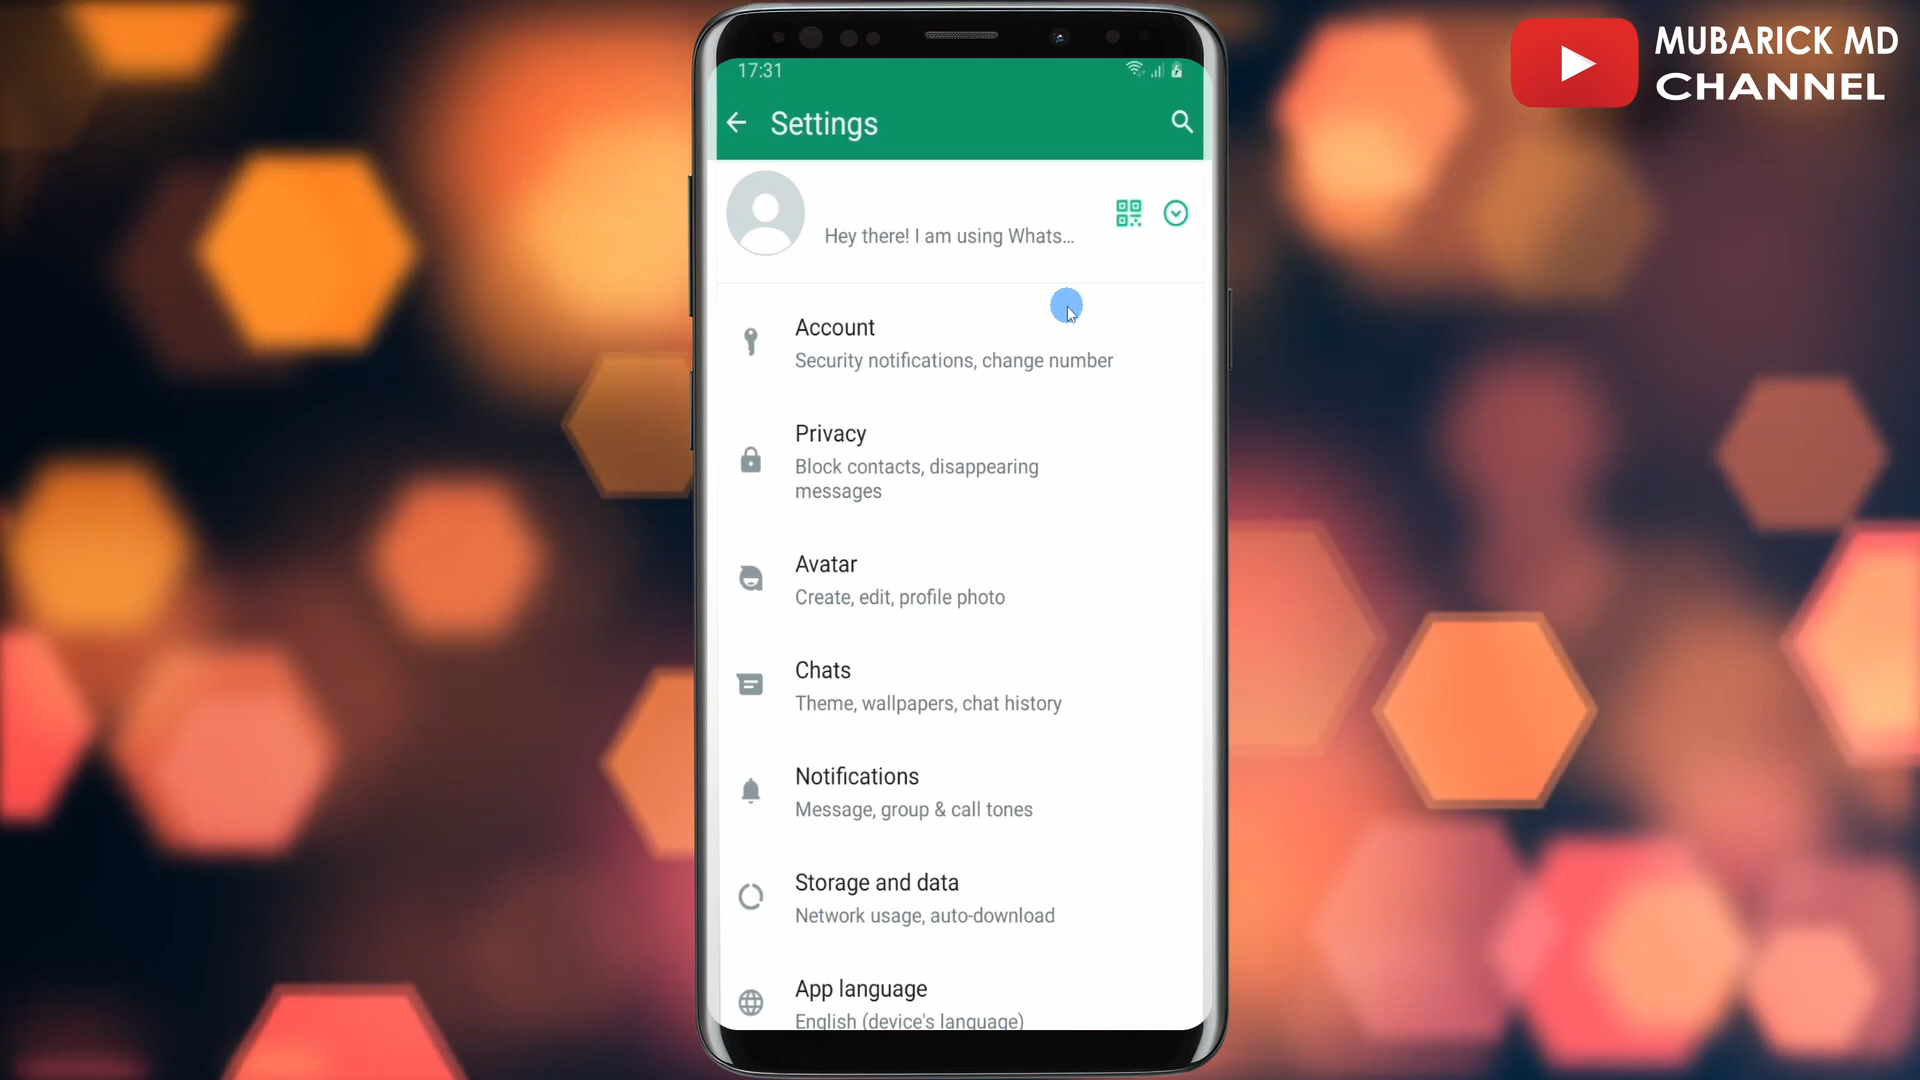 MUBARICK MD
CHANNEL
17:31
Settings
Hey there! I am using Whats...
Account
Security notifications, change number
Privacy
Block contacts, disappearing
messages
Avatar
Create, edit, profile photo
Chats
Theme, wallpapers, chat history
Notifications
Message, group & call tones
Storage and data
Network usage, auto-download
App language
English (device's language)